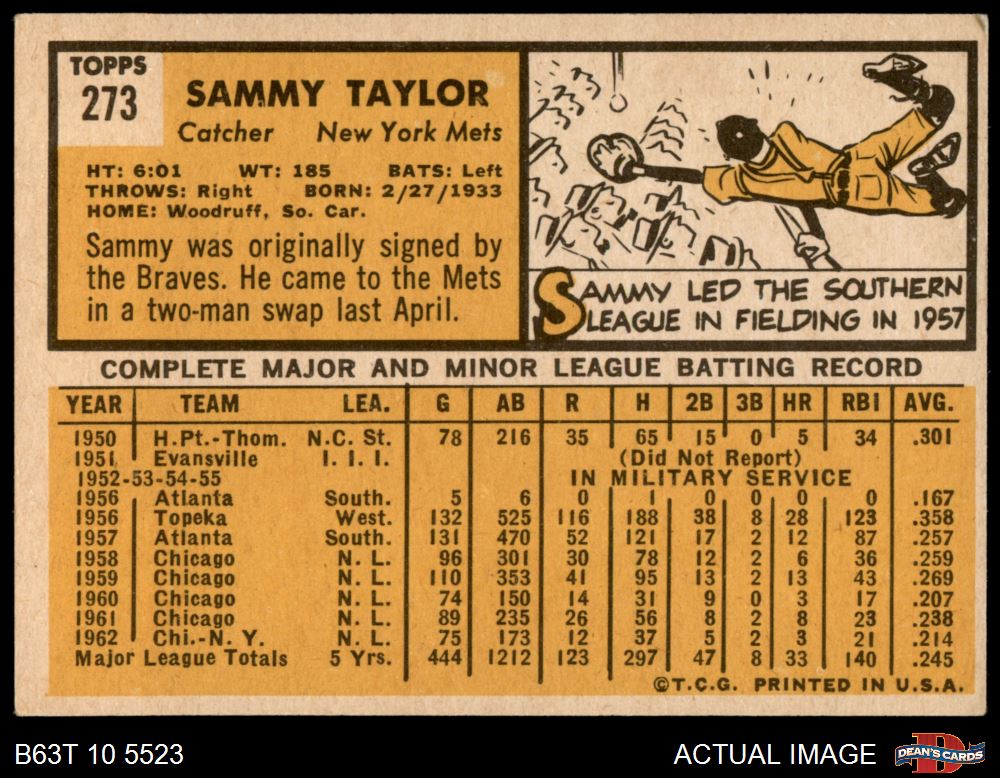 TOPPS
273
SAMMY TAYLOR
Catcher New York Mets
HT: 6:01 WT: 185 BATS: Left
THROWS: Right BORN: 2/27/1933
HOME: Woodruff, So. Car.
Sammy was originally signed by
the Braves. He came to the Mets
in a two-man swap last April.
SAMMY LED THE SOUTHERN
LEAGUE IN FIELDING IN 1957
COMPLETE MAJOR AND MINOR LEAGUE BATTING RECORD
YEAR TEAM LEA. G AB R H 2B 3B HR RBI AVG.
1950 H.Pt.-Thom. N.C. St. 78 216 35 65 15 0 5 34 .301
1951 Evansville I. I. I. (Did Not Report)
1952-53-54-55 IN MILITARY SERVICE
1956 Atlanta South. 5 6 0 1 0 0 0 0 .167
1956 Topeka West. 132 525 116 188 38 8 28 123 .358
1957 Atlanta South. 131 470 52 121 17 2 12 87 .257
1958 Chicago N. L. 96 301 30 78 12 2 6 36 .259
1959 Chicago N. L. 110 353 41 95 13 2 13 43 .269
1960 Chicago N. L. 74 150 14 31 9 0 3 17 .207
1961 Chicago N. L. 89 235 26 56 8 2 8 23 .238
1962 Chi.-N. Y. N. L. 75 173 12 37 5 2 3 21 .214
Major League Totals 5 Yrs. 444 1212 123 297 47 8 33 140 .245
©T.C.G. PRINTED IN U.S.A.
B63T 10 5523 ACTUAL IMAGE
D
DEAN'S CARDS